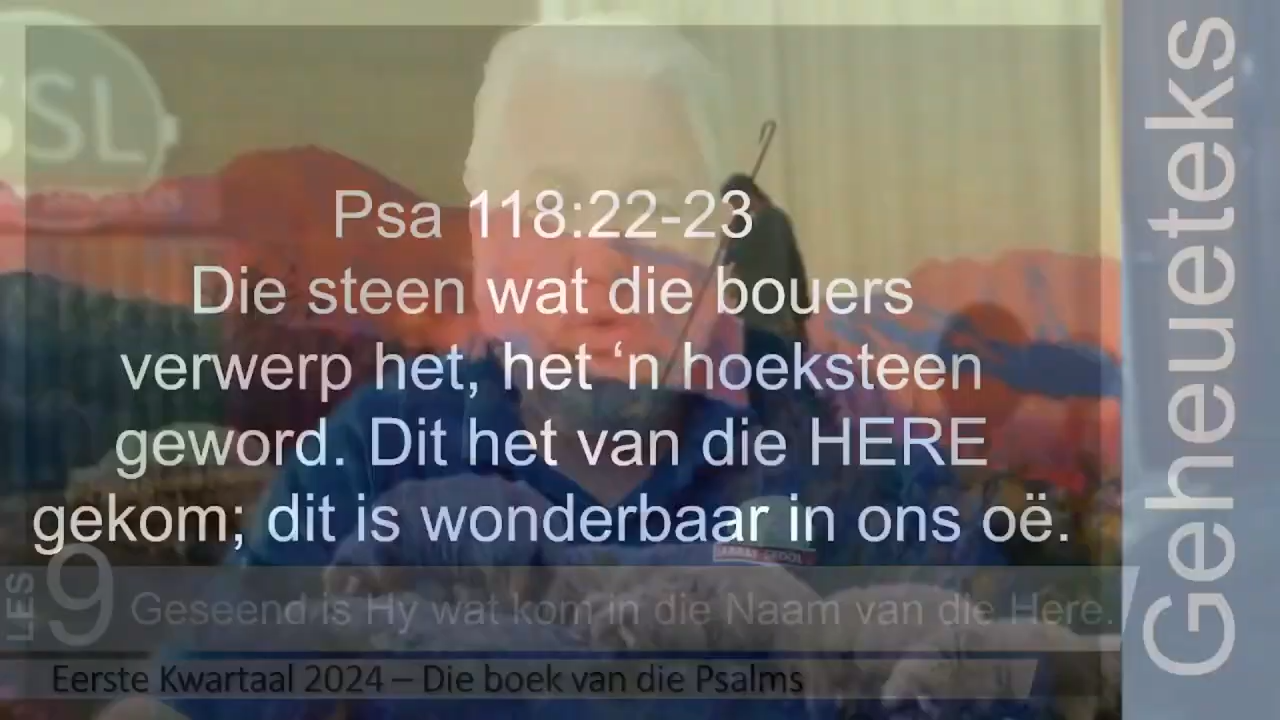 SSL
Psa 118:22-23
Die steen wat die bouers
verwerp het, het ‘n hoeksteen
geword. Dit het van die HERE
gekom; dit is wonderbaar in ons oë.
LES 9
Geseend is Hy wat kom in die Naam van die Here.
Eerste Kwartaal 2024 – Die boek van die Psalms
Geheueteks